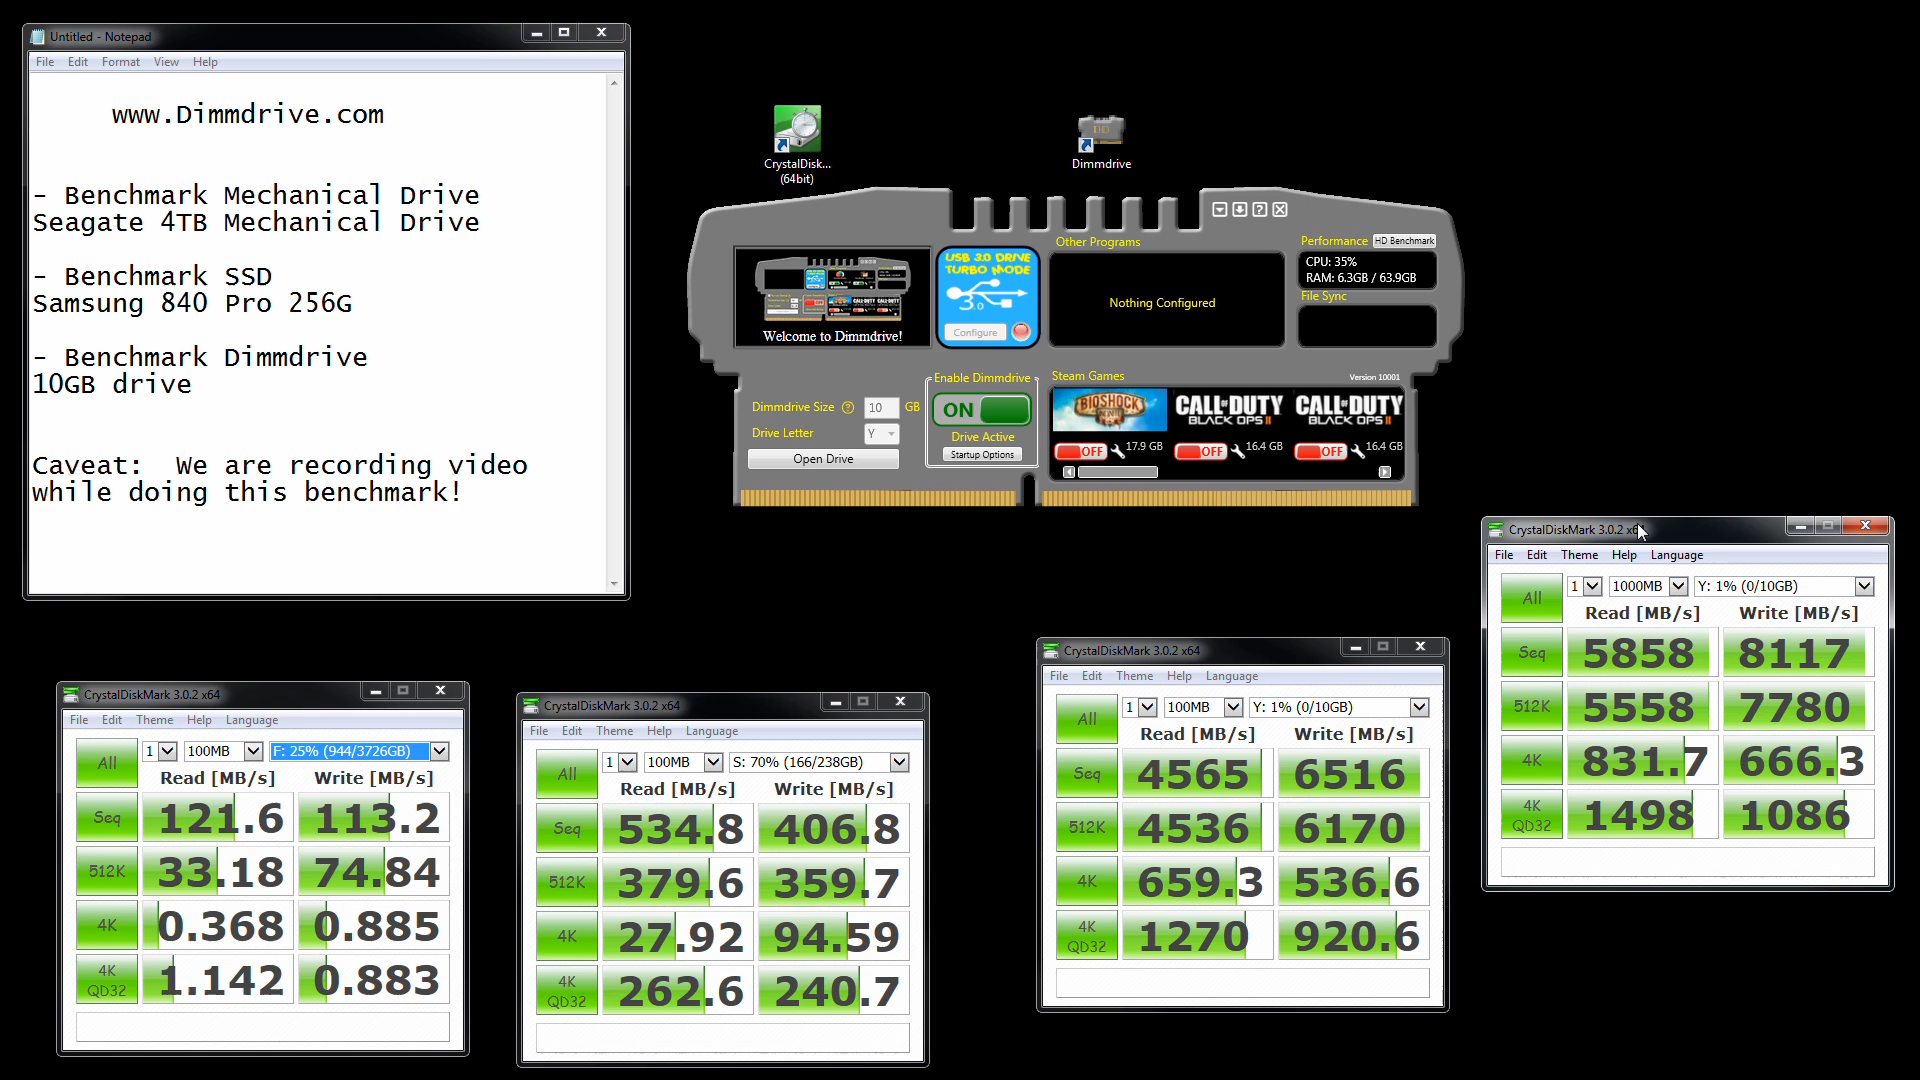 Untitled - Notepad
File Edit Format View Help
www.Dimmdrive.com
- Benchmark Mechanical Drive
Seagate 4TB Mechanical Drive
- Benchmark SSD
Samsung 840 Pro 256G
- Benchmark Dimmdrive
10GB drive
Caveat: We are recording video
while doing this benchmark!
CrystalDisk...
(64bit)
Dimmdrive
Welcome to Dimmdrive!
USB 3.0 DRIVE
TURBO MODE
3.0
Configure
Other Programs
Nothing Configured
Performance HD Benchmark
CPU: 35%
RAM: 6.3GB / 63.9GB
File Sync
Dimmdrive Size ? 10 GB
Drive Letter Y
Open Drive
Enable Dimmdrive
ON
Drive Active
Startup Options
Steam Games Version 10001
BIOSHOCK
CALL OF DUTY
BLACK OPS II
CALL OF DUTY
BLACK OPS II
OFF 17.9 GB OFF 16.4 GB OFF 16.4 GB
CrystalDiskMark 3.0.2 x64
File Edit Theme Help Language
All 1 100MB F: 25% (944/3726GB)
Read [MB/s] Write [MB/s]
Seq 121.6 113.2
512K 33.18 74.84
4K 0.368 0.885
4K QD32 1.142 0.883
CrystalDiskMark 3.0.2 x64
File Edit Theme Help Language
All 1 100MB S: 70% (166/238GB)
Read [MB/s] Write [MB/s]
Seq 534.8 406.8
512K 379.6 359.7
4K 27.92 94.59
4K QD32 262.6 240.7
CrystalDiskMark 3.0.2 x64
File Edit Theme Help Language
All 1 100MB Y: 1% (0/10GB)
Read [MB/s] Write [MB/s]
Seq 4565 6516
512K 4536 6170
4K 659.3 536.6
4K QD32 1270 920.6
CrystalDiskMark 3.0.2 x64
File Edit Theme Help Language
All 1 1000MB Y: 1% (0/10GB)
Read [MB/s] Write [MB/s]
Seq 5858 8117
512K 5558 7780
4K 831.7 666.3
4K QD32 1498 1086